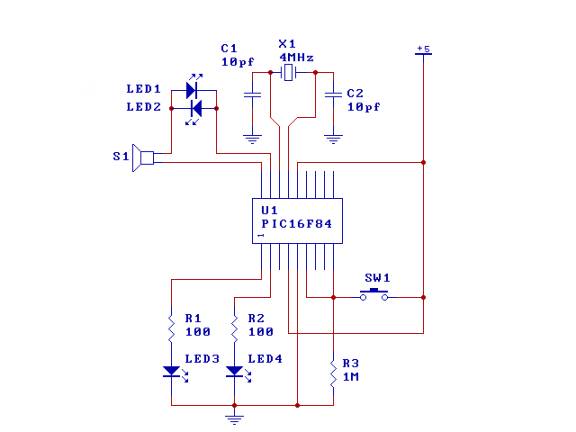 C1
10pf
X1
4MHz
+5
LED1
LED2
C2
10pf
S1
U1
PIC16F84
1
SW1
R1
100
R2
100
LED3
LED4
R3
1M